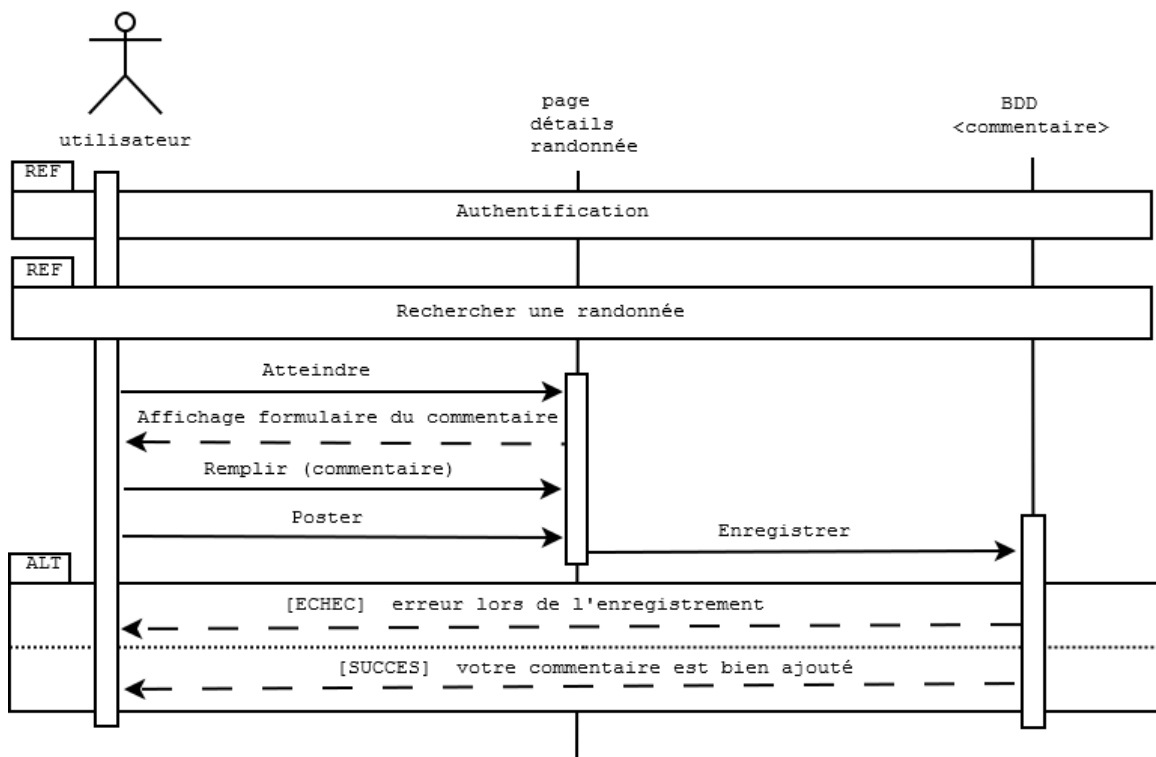 utilisateur
page
détails
randonnée
BDD
<commentaire>
REF
Authentification
REF
Rechercher une randonnée
Atteindre
Affichage formulaire du commentaire
Remplir (commentaire)
Poster
Enregistrer
ALT
[ECHEC] erreur lors de l'enregistrement
[SUCCES] votre commentaire est bien ajouté